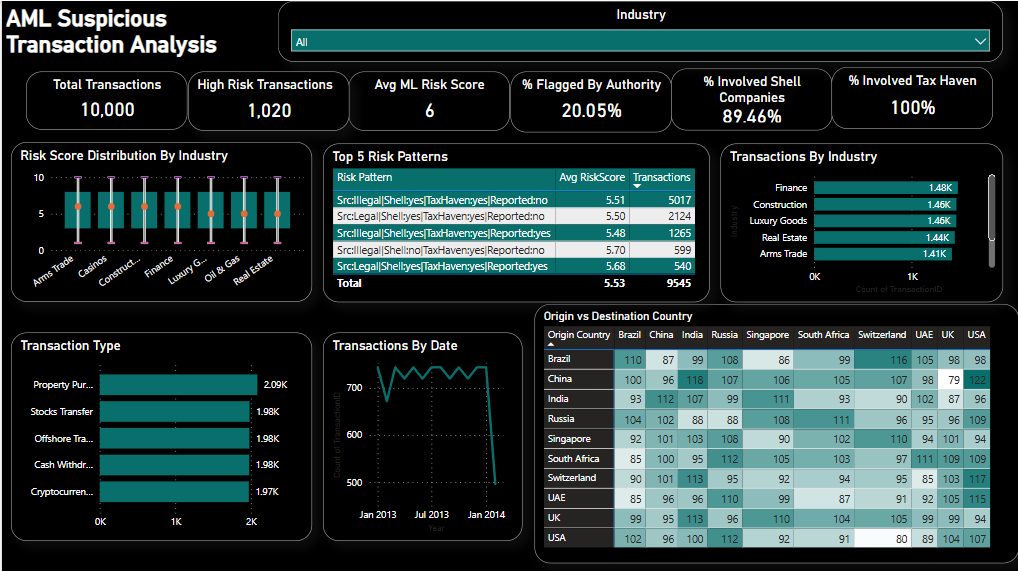 AML Suspicious
Transaction Analysis
Industry
All
Total Transactions
10,000
High Risk Transactions
1,020
Avg ML Risk Score
6
% Flagged By Authority
20.05%
% Involved Shell
Companies
89.46%
% Involved Tax Haven
100%
Risk Score Distribution By Industry
10
5
0
Arms Trade
Casinos
Construct...
Finance
Luxury G...
Oil & Gas
Real Estate
Top 5 Risk Patterns
Risk Pattern Avg RiskScore Transactions
Src:Illegal|Shell:yes|TaxHaven:yes|Reported:no 5.51 5017
Src:Legal|Shell:yes|TaxHaven:yes|Reported:no 5.50 2124
Src:Illegal|Shell:yes|TaxHaven:yes|Reported:yes 5.48 1265
Src:Illegal|Shell:no|TaxHaven:yes|Reported:no 5.70 599
Src:Legal|Shell:yes|TaxHaven:yes|Reported:yes 5.68 540
Total 5.53 9545
Transactions By Industry
Industry
Finance 1.48K
Construction 1.46K
Luxury Goods 1.46K
Real Estate 1.44K
Arms Trade 1.41K
0K 1K
Count of TransactionID
Transaction Type
Property Pur... 2.09K
Stocks Transfer 1.98K
Offshore Tra... 1.98K
Cash Withdr... 1.98K
Cryptocurren... 1.97K
0K 1K 2K
Transactions By Date
Count of TransactionID
700
600
500
Jan 2013 Jul 2013 Jan 2014
Year
Origin vs Destination Country
Origin Country Brazil China India Russia Singapore South Africa Switzerland UAE UK USA
Brazil 110 87 99 108 86 99 116 105 98 98
China 100 96 118 107 106 105 107 98 79 122
India 93 112 107 99 111 93 90 102 87 96
Russia 104 102 88 88 108 111 96 95 96 109
Singapore 92 101 103 108 90 102 110 94 101 94
South Africa 85 100 95 112 105 103 97 111 109 109
Switzerland 90 101 113 95 92 94 95 85 103 117
UAE 85 96 96 110 99 87 91 92 105 115
UK 99 95 113 96 110 104 105 99 99 94
USA 102 96 100 112 92 91 80 89 104 107